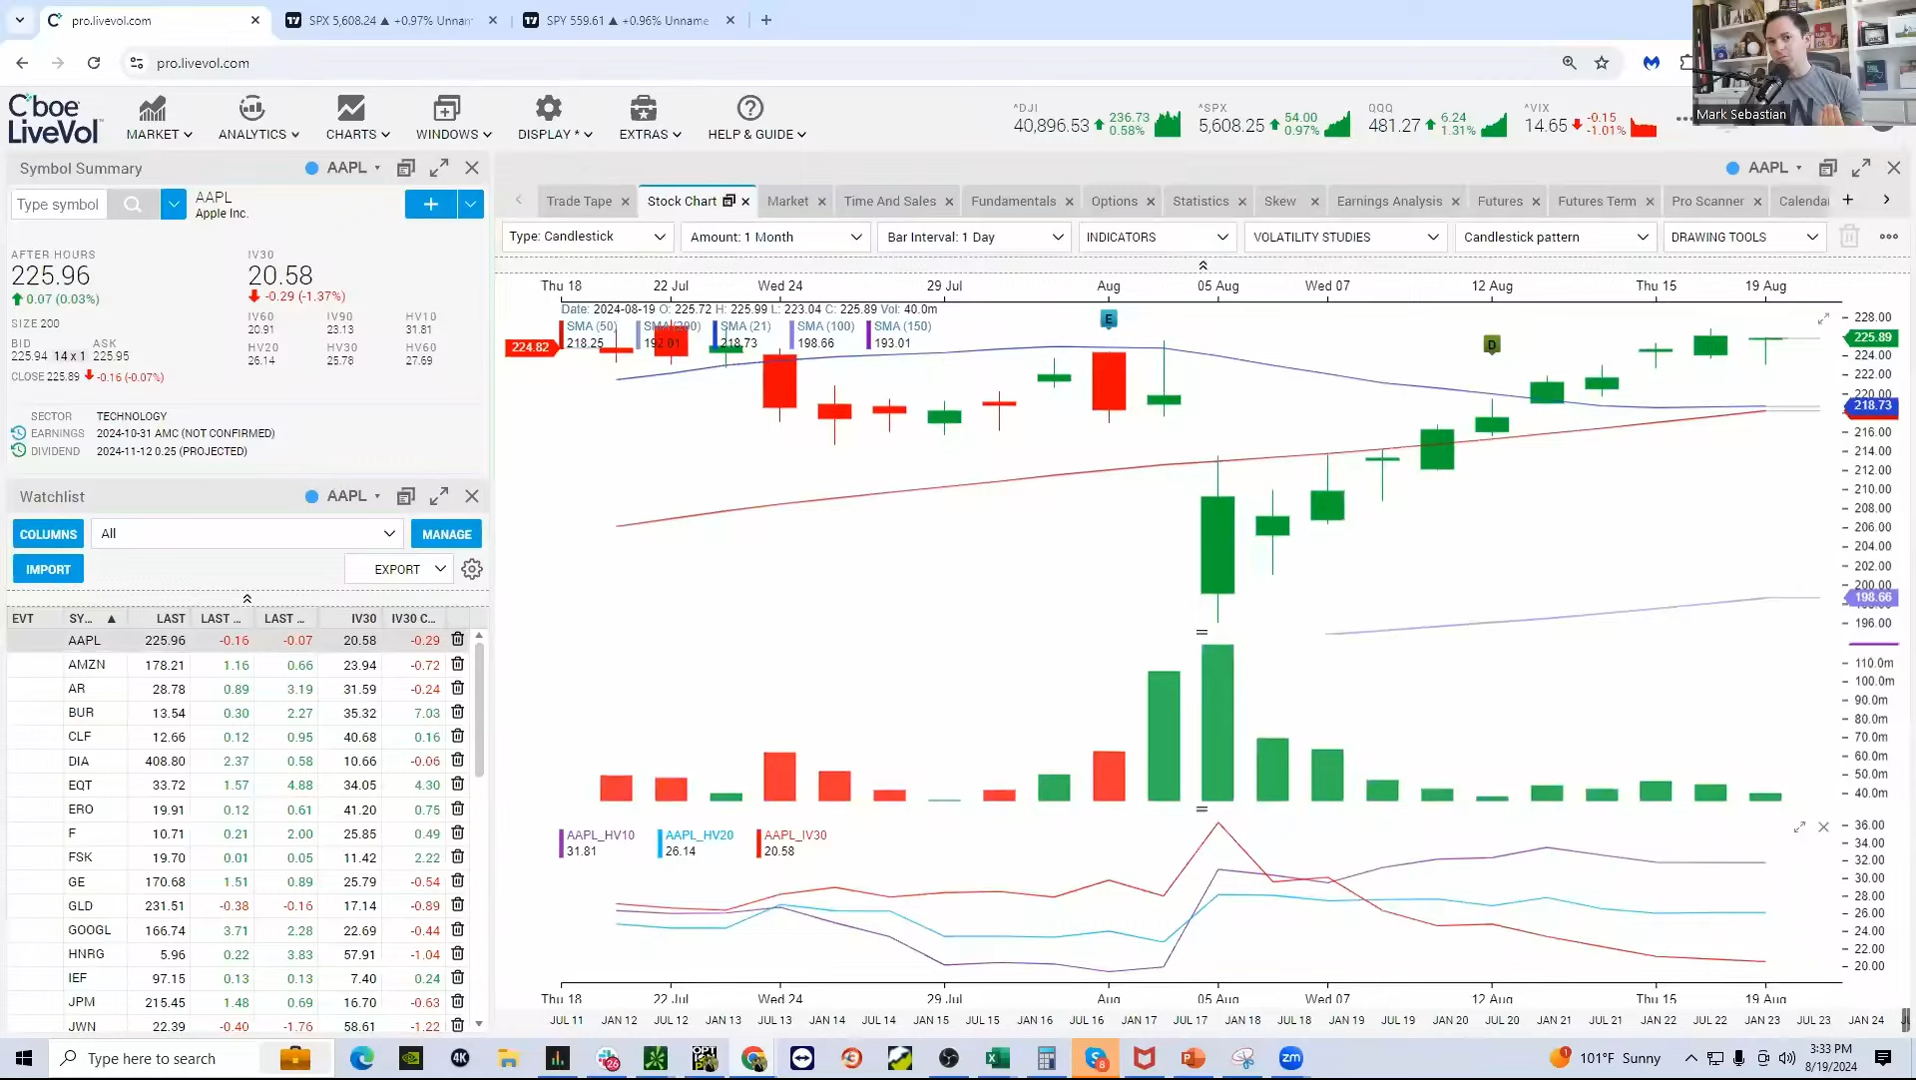 pro.livevol.com
SPX 5,608.24 ▲ +0.97% Unnan
SPY 559.61 ▲ +0.96% Unname
pro.livevol.com
Cboe LiveVol
MARKET
ANALYTICS
CHARTS
WINDOWS
DISPLAY *
EXTRAS
HELP & GUIDE
^DJI 40,896.53 236.73 0.58%
^SPX 5,608.25 54.00 0.97%
QQQ 481.27 6.24 1.31%
^VIX 14.65 -0.15 -1.01%
Mark Sebastian
Symbol Summary AAPL
Type symbol
AAPL
Apple Inc.
AFTER HOURS
225.96
0.07 (0.03%)
IV30
20.58
-0.29 (-1.37%)
SIZE 200
BID ASK
225.94 14 x 1 225.95
CLOSE 225.89 -0.16 (-0.07%)
IV60 IV90 HV10
20.91 23.13 31.81
HV20 HV30 HV60
26.14 25.78 27.69
SECTOR TECHNOLOGY
EARNINGS 2024-10-31 AMC (NOT CONFIRMED)
DIVIDEND 2024-11-12 0.25 (PROJECTED)
Watchlist AAPL
COLUMNS All MANAGE
IMPORT EXPORT
EVT SY... ▲ LAST LAST ... LAST ... IV30 IV30 C...
AAPL 225.96 -0.16 -0.07 20.58 -0.29
AMZN 178.21 1.16 0.66 23.94 -0.72
AR 28.78 0.89 3.19 31.59 -0.24
BUR 13.54 0.30 2.27 35.32 7.03
CLF 12.66 0.12 0.95 40.68 0.16
DIA 408.80 2.37 0.58 10.66 -0.06
EQT 33.72 1.57 4.88 34.05 4.30
ERO 19.91 0.12 0.61 41.20 0.75
F 10.71 0.21 2.00 25.85 0.49
FSK 19.70 0.01 0.05 11.42 2.22
GE 170.68 1.51 0.89 25.79 -0.54
GLD 231.51 -0.38 -0.16 17.14 -0.89
GOOGL 166.74 3.71 2.28 22.69 -0.44
HNRG 5.96 0.22 3.83 57.91 -1.04
IEF 97.15 0.13 0.13 7.40 0.24
JPM 215.45 1.48 0.69 16.70 -0.63
JWN 22.39 -0.40 -1.76 58.61 -1.22
AAPL
Trade Tape Stock Chart Market Time And Sales Fundamentals Options Statistics Skew Earnings Analysis Futures Futures Term Pro Scanner Calenda
Type: Candlestick
Amount: 1 Month
Bar Interval: 1 Day
INDICATORS
VOLATILITY STUDIES
Candlestick pattern
DRAWING TOOLS
Thu 18 22 Jul Wed 24 29 Jul Aug 05 Aug Wed 07 12 Aug Thu 15 19 Aug
Date: 2024-08-19 O: 225.72 H: 225.99 L: 223.04 C: 225.89 Vol: 40.0m
SMA (50) SMA (200) SMA (21) SMA (100) SMA (150)
218.25 192.01 218.73 198.66 193.01
224.82
E
D
228.00
225.89
224.00
222.00
220.00
218.73
216.00
214.00
212.00
210.00
208.00
206.00
204.00
202.00
200.00
198.66
196.00
110.0m
100.0m
90.0m
80.0m
70.0m
60.0m
50.0m
40.0m
AAPL_HV10 AAPL_HV20 AAPL_IV30
31.81 26.14 20.58
36.00
34.00
32.00
30.00
28.00
26.00
24.00
22.00
20.00
Thu 18 22 Jul Wed 24 29 Jul Aug 05 Aug Wed 07 12 Aug Thu 15 19 Aug
JUL 11 JAN 12 JUL 12 JAN 13 JUL 13 JAN 14 JUL 14 JAN 15 JUL 15 JAN 16 JUL 16 JAN 17 JUL 17 JAN 18 JUL 18 JAN 19 JUL 19 JAN 20 JUL 20 JAN 21 JUL 21 JAN 22 JUL 22 JAN 23 JUL 23 JAN 24
Type here to search
4K
26
8
zm
1
101°F Sunny
3:33 PM
8/19/2024